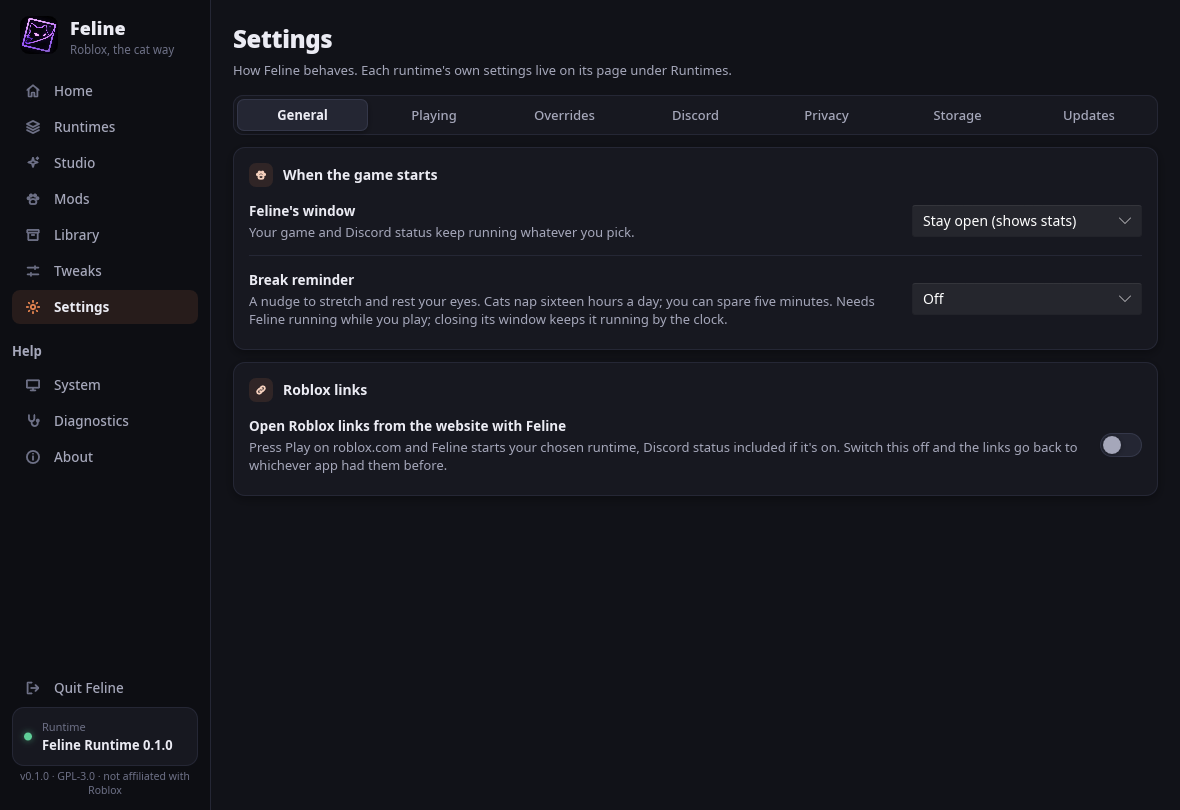 Feline
Roblox, the cat way
Home
Runtimes
Studio
Mods
Library
Tweaks
Settings
Help
System
Diagnostics
About
Quit Feline
Runtime
Feline Runtime 0.1.0
v0.1.0 · GPL-3.0 · not affiliated with
Roblox
Settings
How Feline behaves. Each runtime's own settings live on its page under Runtimes.
General
Playing
Overrides
Discord
Privacy
Storage
Updates
When the game starts
Feline's window
Your game and Discord status keep running whatever you pick.
Stay open (shows stats)
Break reminder
A nudge to stretch and rest your eyes. Cats nap sixteen hours a day; you can spare five minutes. Needs
Feline running while you play; closing its window keeps it running by the clock.
Off
Roblox links
Open Roblox links from the website with Feline
Press Play on roblox.com and Feline starts your chosen runtime, Discord status included if it's on. Switch this off and the links go back to
whichever app had them before.